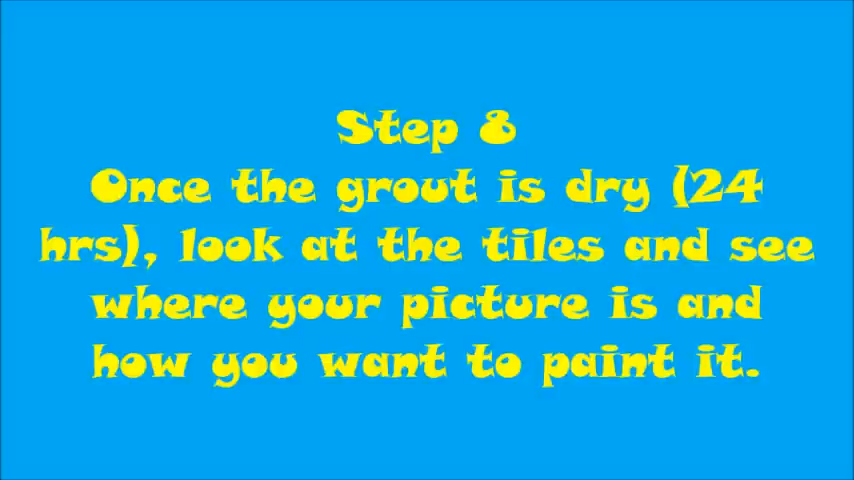 Step 8
Once the grout is dry (24
hrs), look at the tiles and see
where your picture is and
how you want to paint it.